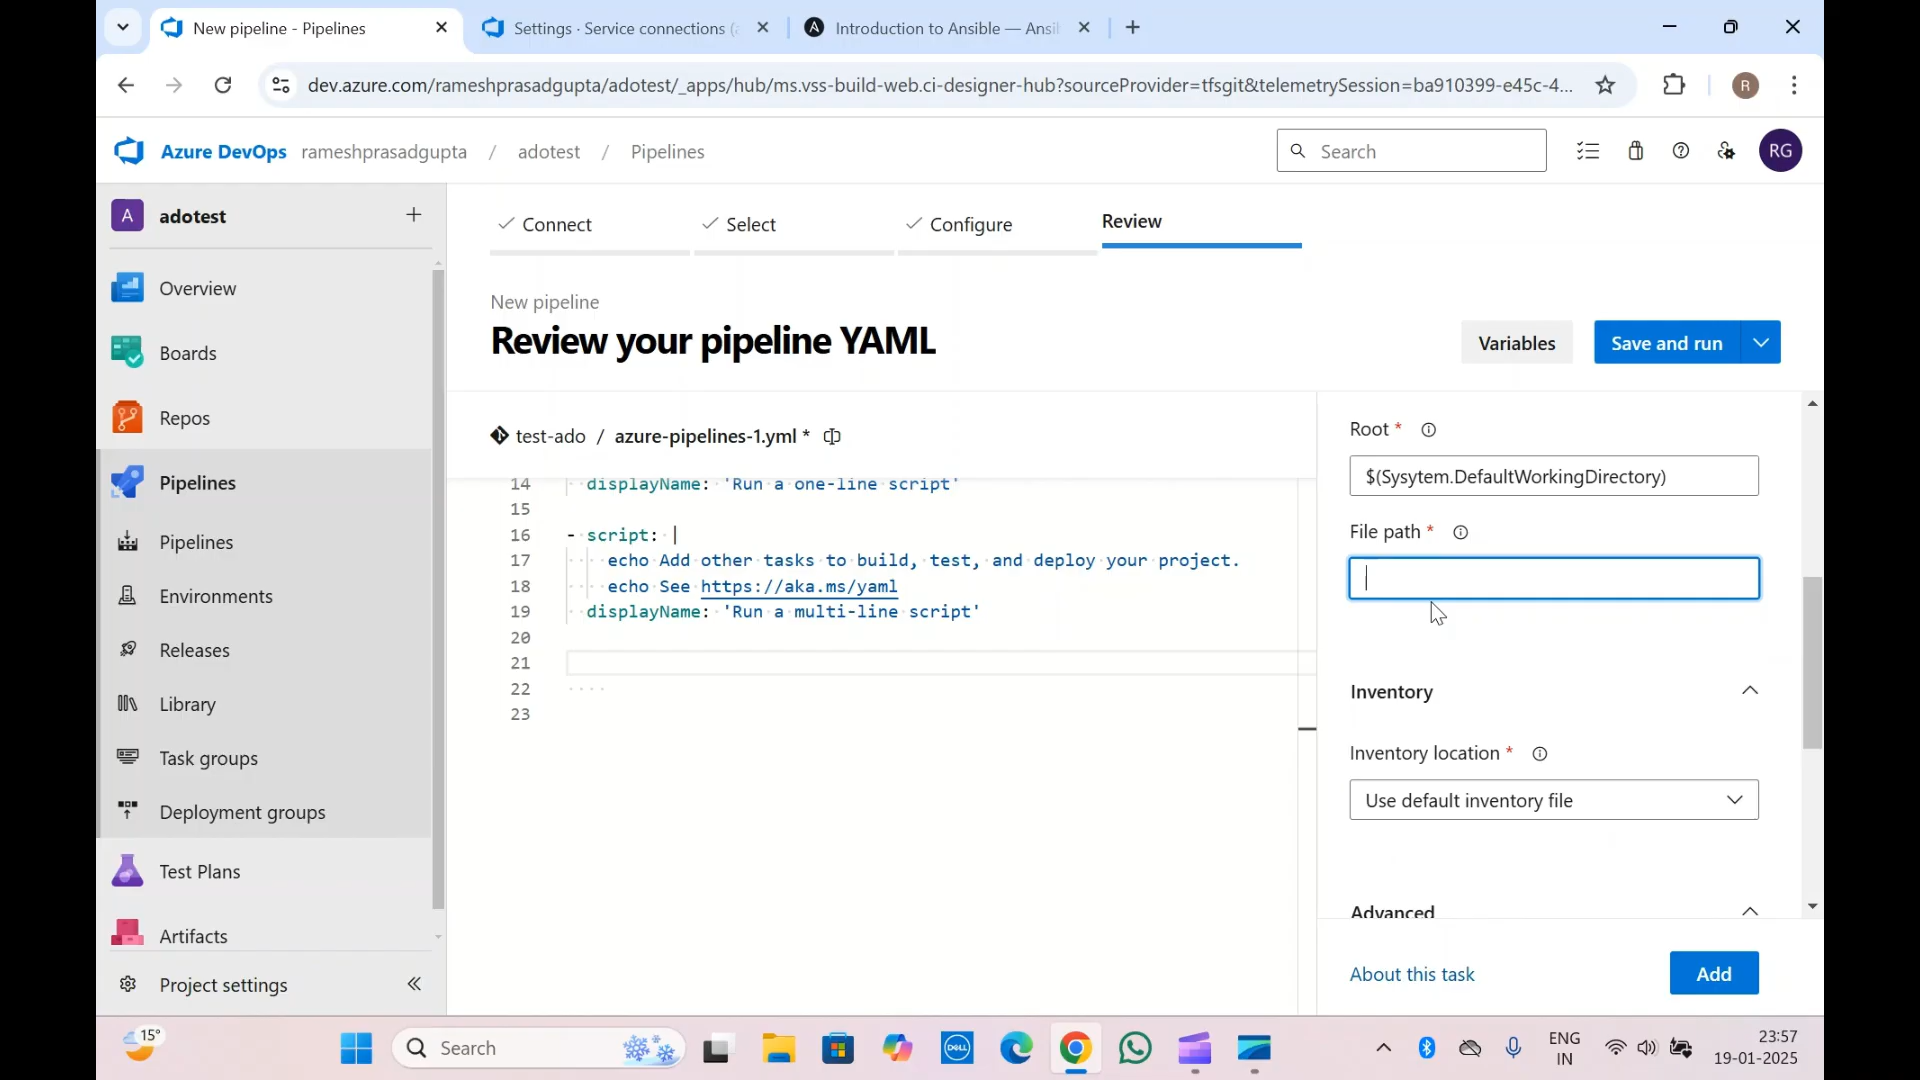 New pipeline - Pipelines
Settings · Service connections (a
Introduction to Ansible — Ansi
dev.azure.com/rameshprasadgupta/adotest/_apps/hub/ms.vss-build-web.ci-designer-hub?sourceProvider=tfsgit&telemetrySession=ba910399-e45c-4...
R
Azure DevOps rameshprasadgupta / adotest / Pipelines
Search
RG
A adotest
Overview
Boards
Repos
Pipelines
Pipelines
Environments
Releases
Library
Task groups
Deployment groups
Test Plans
Artifacts
Project settings
Connect
Select
Configure
Review
New pipeline
Review your pipeline YAML
Variables
Save and run
test-ado / azure-pipelines-1.yml *
14 displayName: 'Run a one-line script'
15
16 - script: |
17 echo Add other tasks to build, test, and deploy your project.
18 echo See https://aka.ms/yaml
19 displayName: 'Run a multi-line script'
20
21
22
23
Root *
$(Sysytem.DefaultWorkingDirectory)
File path *
Inventory
Inventory location *
Use default inventory file
Advanced
About this task
Add
15°
Search
DELL
ENG
IN
23:57
19-01-2025